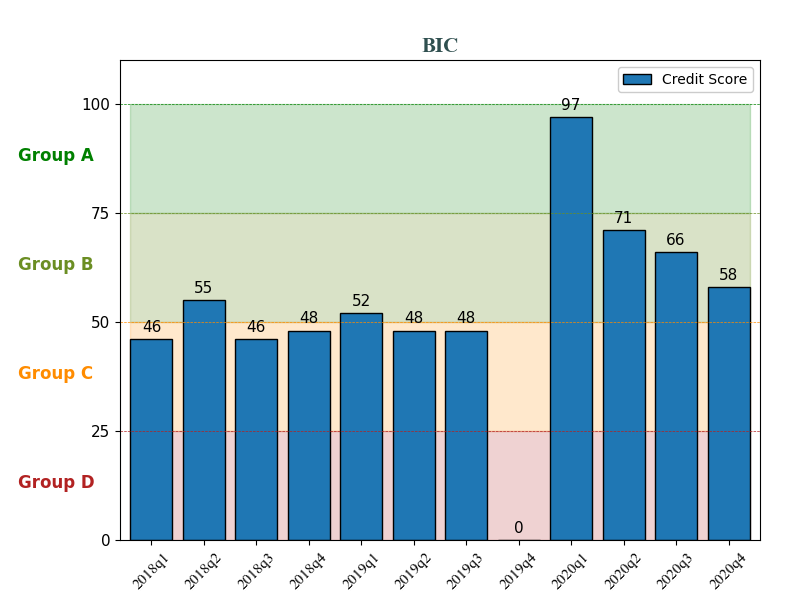 BIC
Credit Score
100
75
50
25
0
Group A
Group B
Group C
Group D
46
55
46
48
52
48
48
0
97
71
66
58
2018q1
2018q2
2018q3
2018q4
2019q1
2019q2
2019q3
2019q4
2020q1
2020q2
2020q3
2020q4